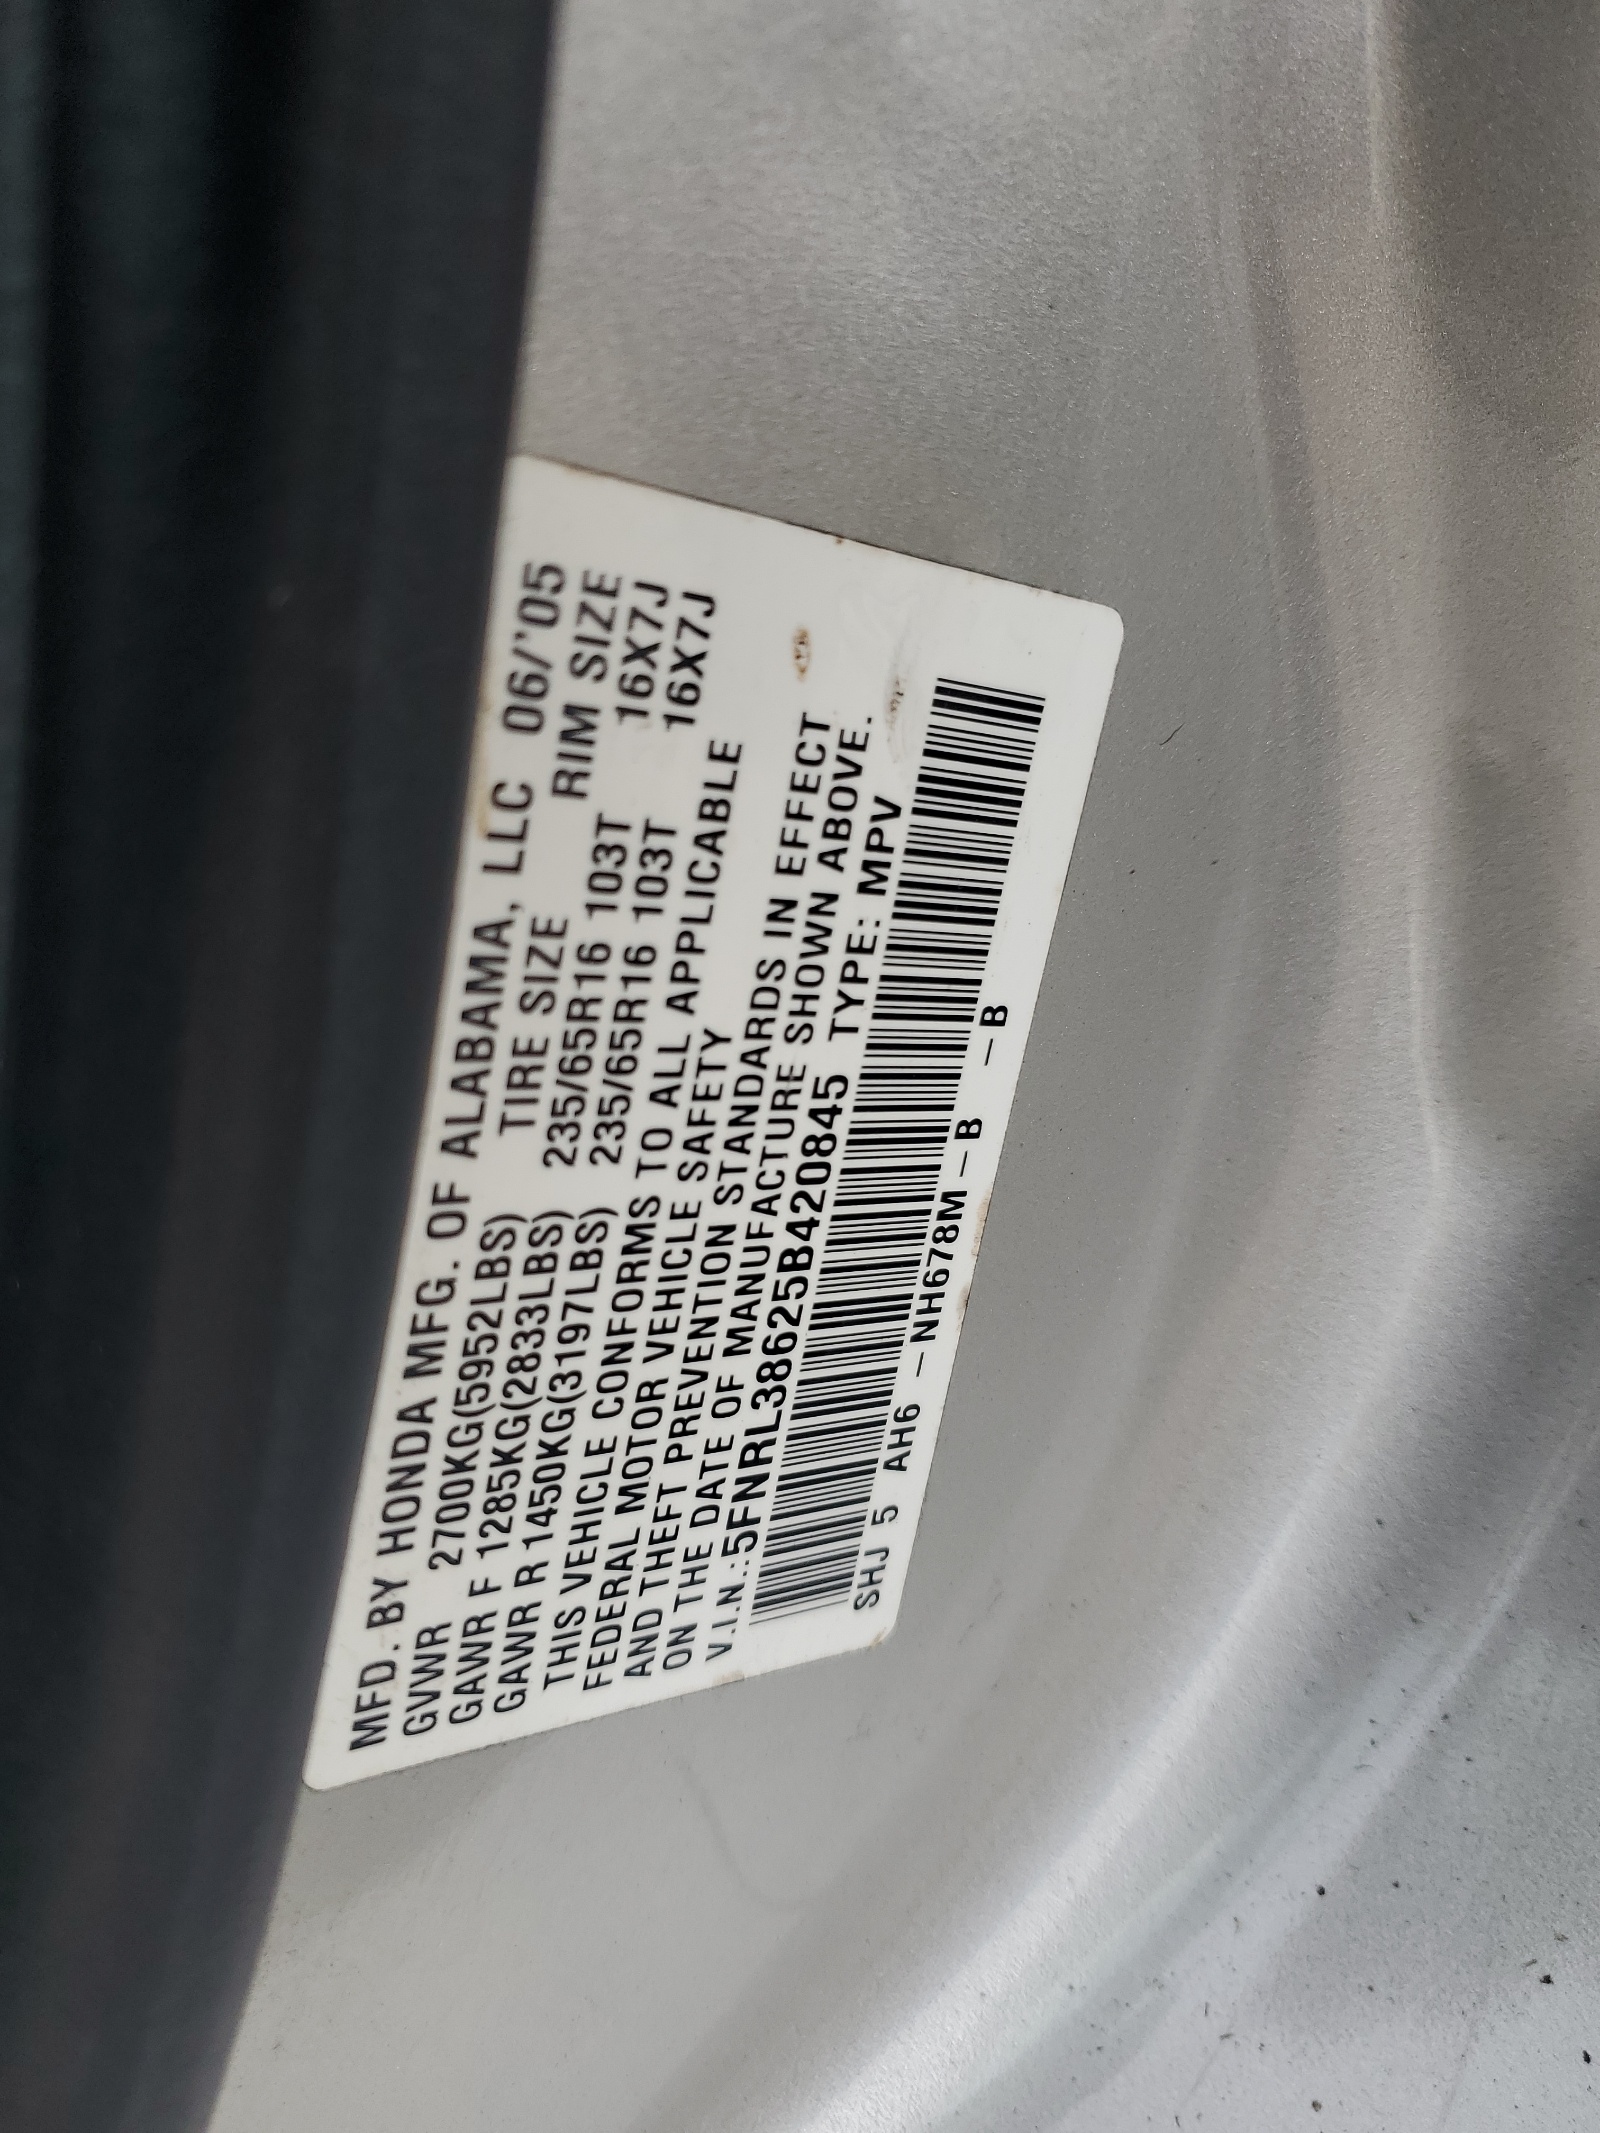 MFD. BY HONDA MFG. OF ALABAMA, LLC 06/'05
GVWR 2700KG(5952LBS) TIRE SIZE RIM SIZE
GAWR F 1285KG(2833LBS) 235/65R16 103T 16X7J
GAWR R 1450KG(3197LBS) 235/65R16 103T 16X7J
THIS VEHICLE CONFORMS TO ALL APPLICABLE
FEDERAL MOTOR VEHICLE SAFETY
AND THEFT PREVENTION STANDARDS IN EFFECT
ON THE DATE OF MANUFACTURE SHOWN ABOVE.
V.I.N.:5FNRL38625B420845 TYPE: MPV
SHJ 5 AH6 –NH678M–B –B